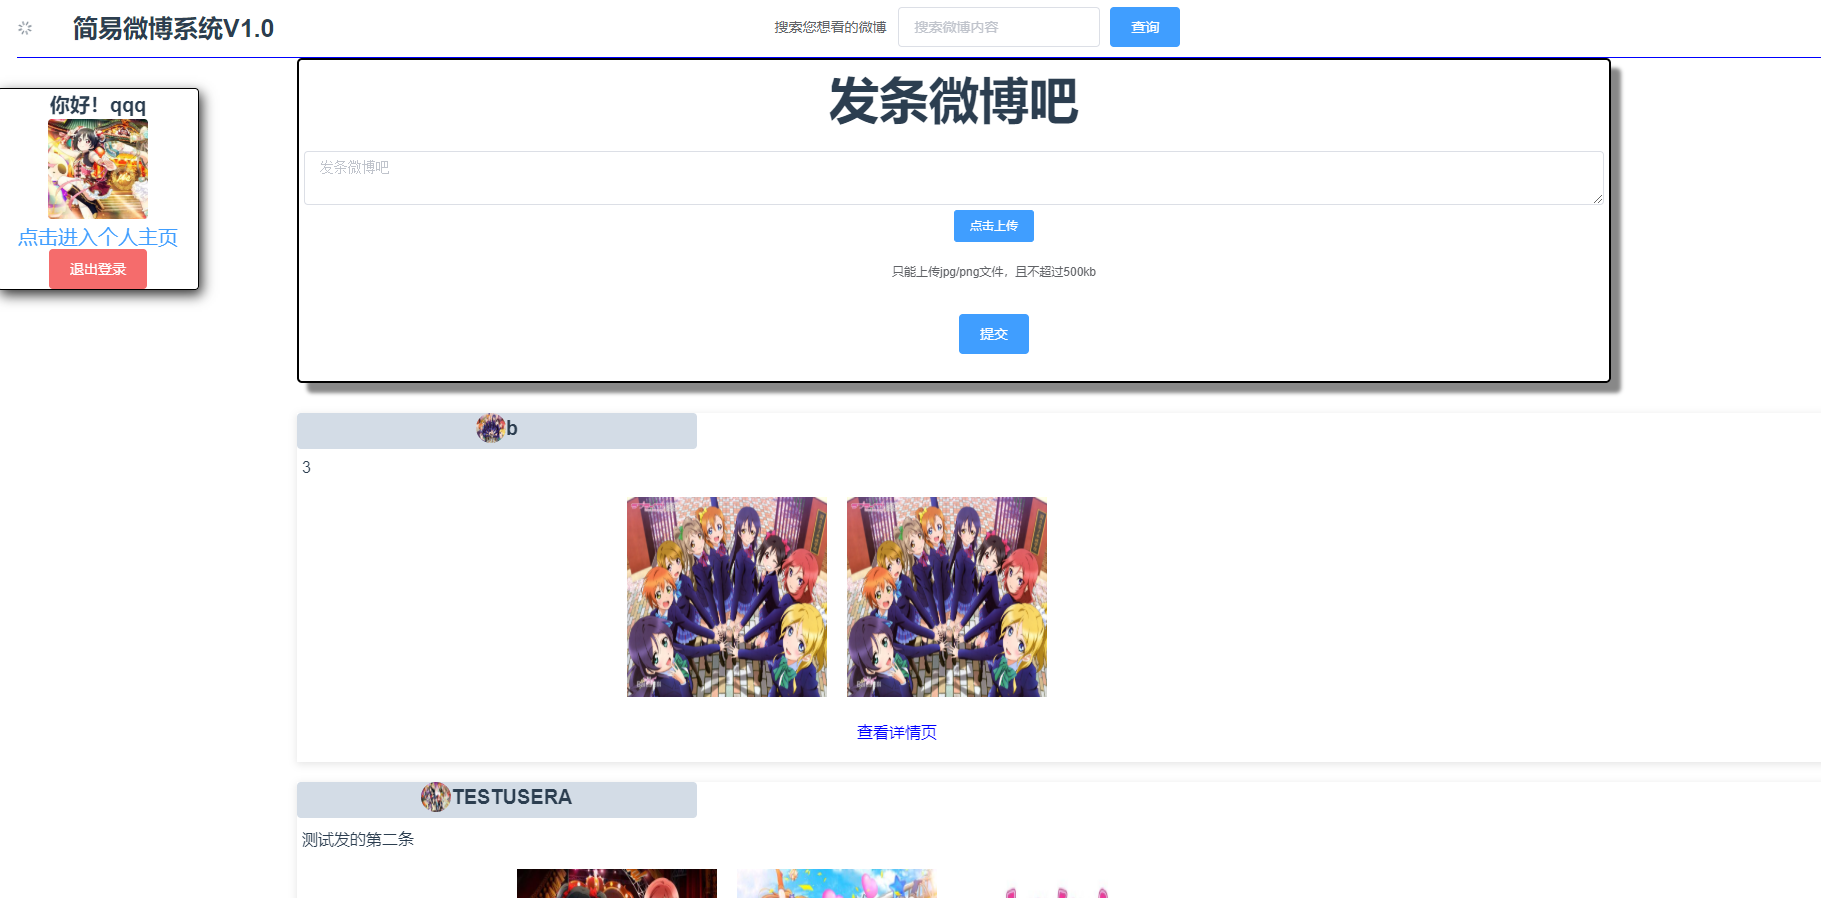 简易微博系统V1.0
搜索您想看的微博
搜索微博内容
查询
你好！qqq
点击进入个人主页
退出登录
发条微博吧
发条微博吧
点击上传
只能上传jpg/png文件，且不超过500kb
提交
b
3
查看详情页
TESTUSERA
测试发的第二条